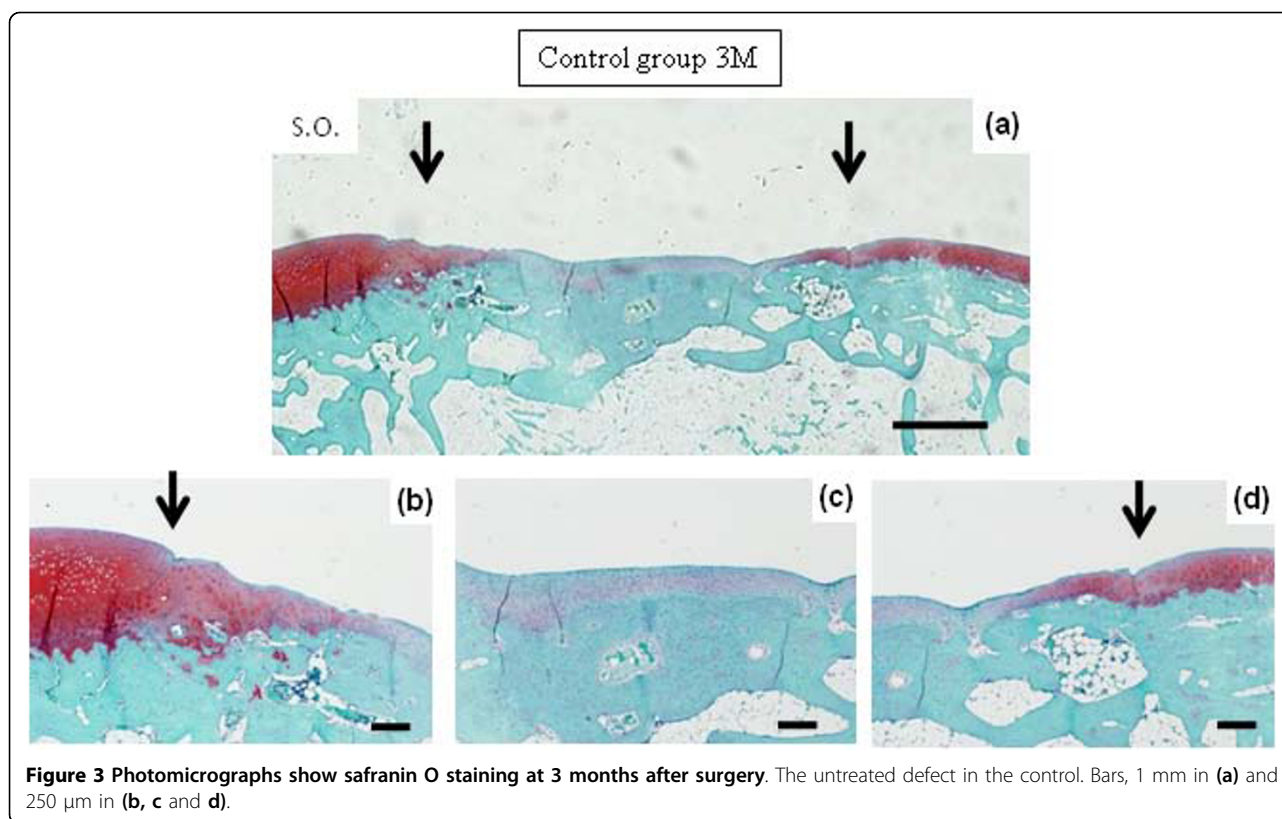 Control group 3M
S.O.
(a)
(b)
(c)
(d)
Figure 3 Photomicrographs show safranin O staining at 3 months after surgery. The untreated defect in the control. Bars, 1 mm in (a) and
250 μm in (b, c and d).